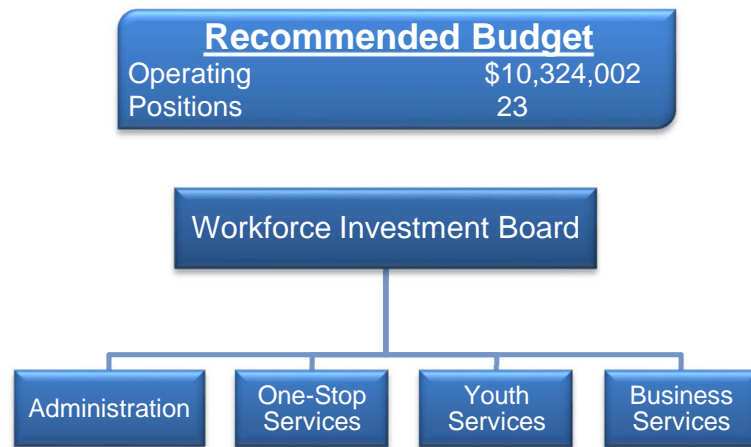 Recommended Budget
Operating $10,324,002
Positions 23
Workforce Investment Board
Administration
One-Stop
Services
Youth
Services
Business
Services